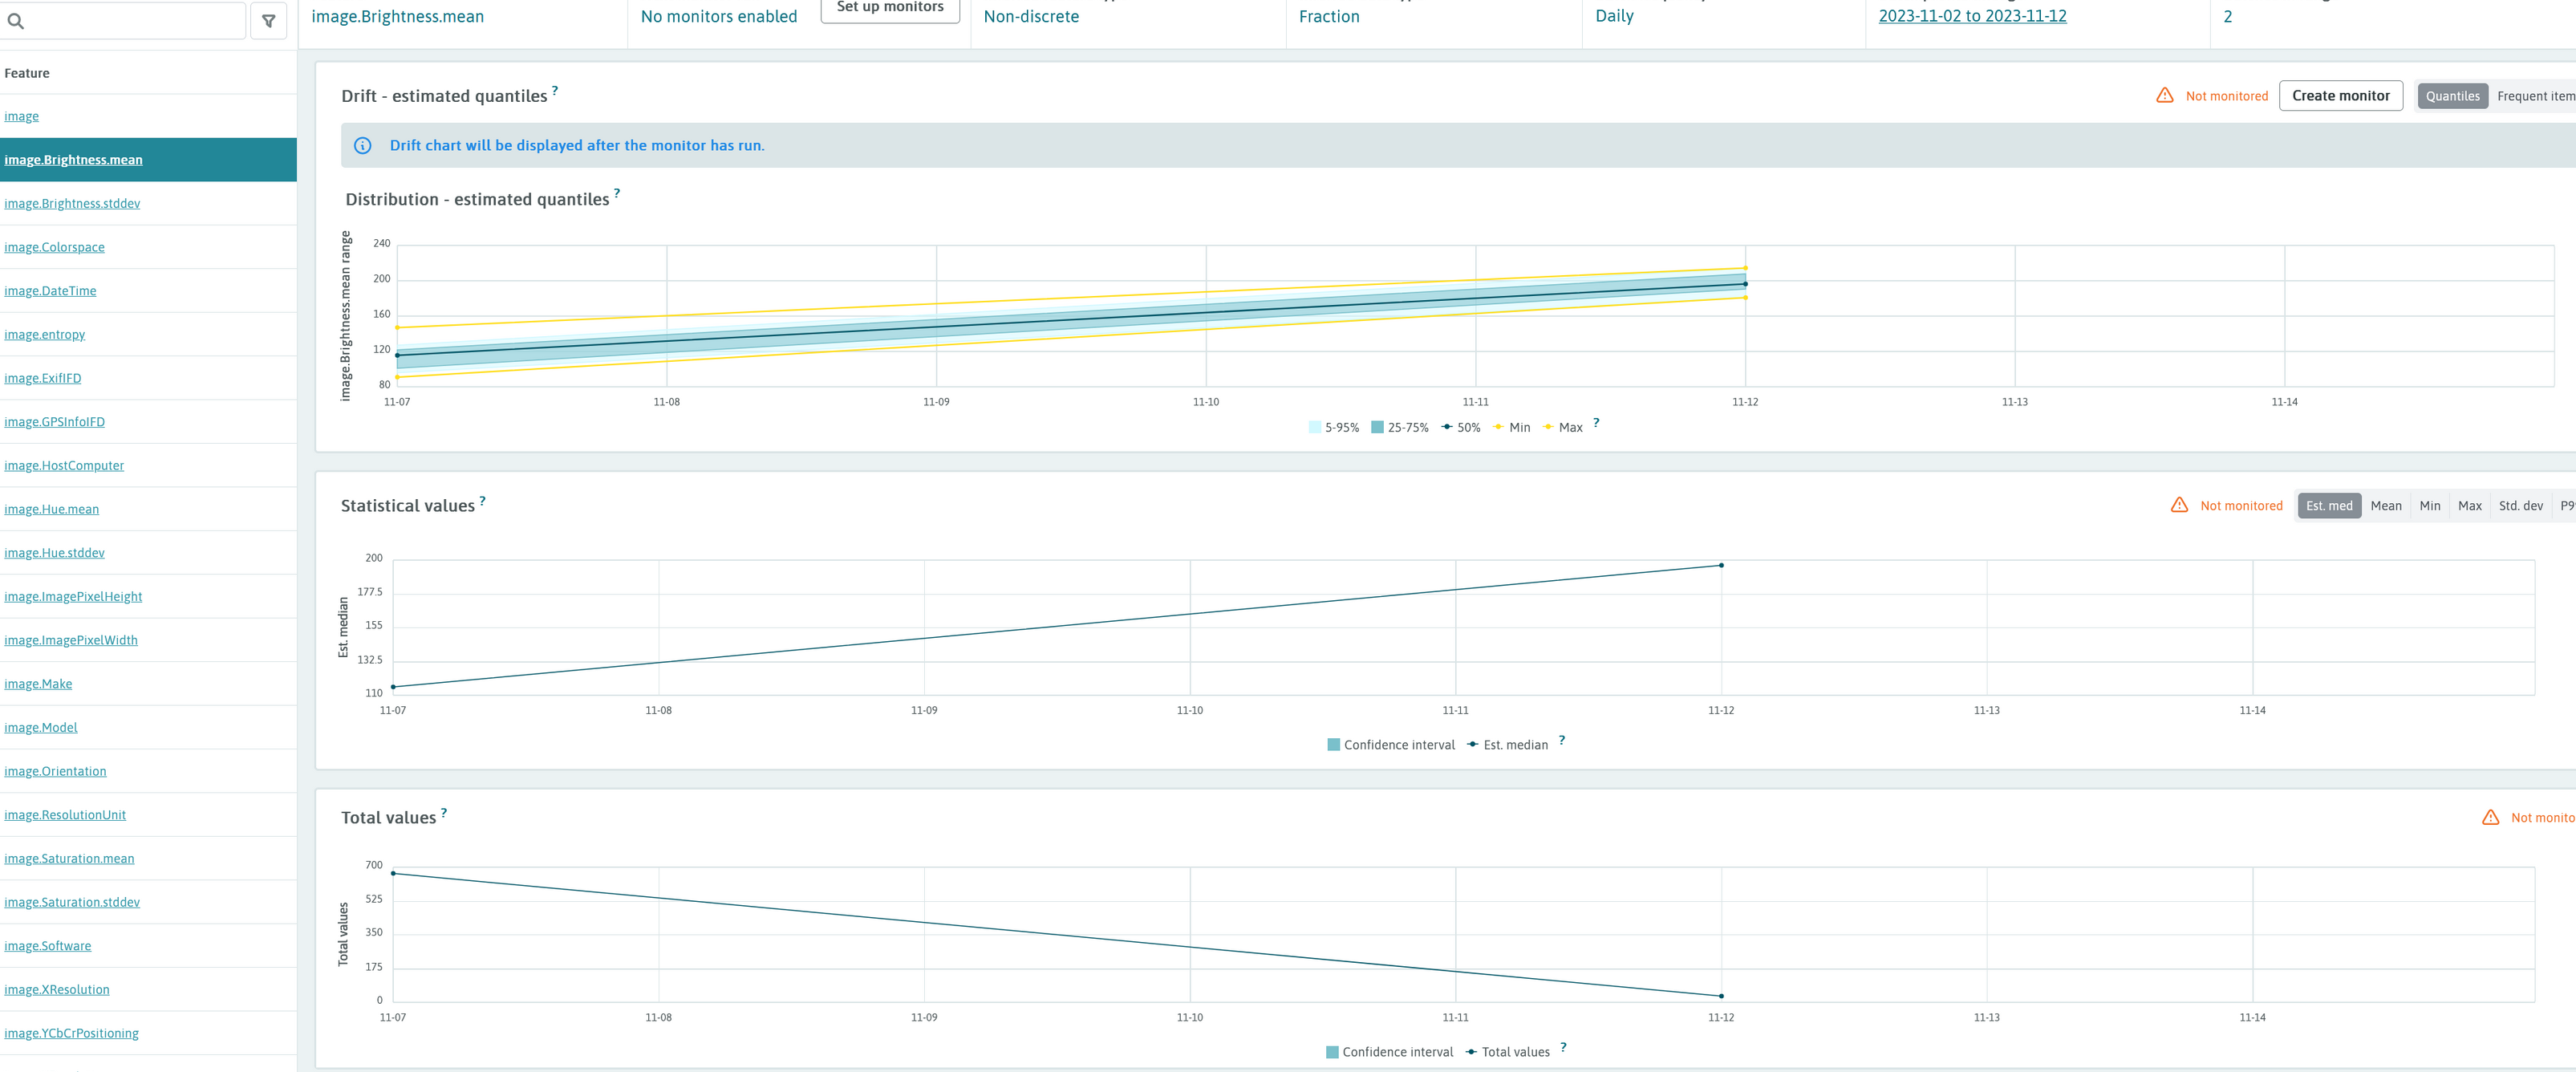 image.Brightness.mean
No monitors enabled
Set up monitors
Non-discrete
Fraction
Daily
2023-11-02 to 2023-11-12
2
Feature
image
image.Brightness.mean
image.Brightness.stddev
image.Colorspace
image.DateTime
image.entropy
image.ExifIFD
image.GPSInfoIFD
image.HostComputer
image.Hue.mean
image.Hue.stddev
image.ImagePixelHeight
image.ImagePixelWidth
image.Make
image.Model
image.Orientation
image.ResolutionUnit
image.Saturation.mean
image.Saturation.stddev
image.Software
image.XResolution
image.YCbCrPositioning
Drift - estimated quantiles ?
Not monitored
Create monitor
Quantiles
Frequent item
Drift chart will be displayed after the monitor has run.
Distribution - estimated quantiles ?
image.Brightness.mean range
240
200
160
120
80
11-07 11-08 11-09 11-10 11-11 11-12 11-13 11-14
5-95% 25-75% 50% Min Max ?
Statistical values ?
Not monitored
Est. med Mean Min Max Std. dev P9
Est. median
200
177.5
155
132.5
110
11-07 11-08 11-09 11-10 11-11 11-12 11-13 11-14
Confidence interval Est. median ?
Total values ?
Not monito
Total values
700
525
350
175
0
11-07 11-08 11-09 11-10 11-11 11-12 11-13 11-14
Confidence interval Total values ?